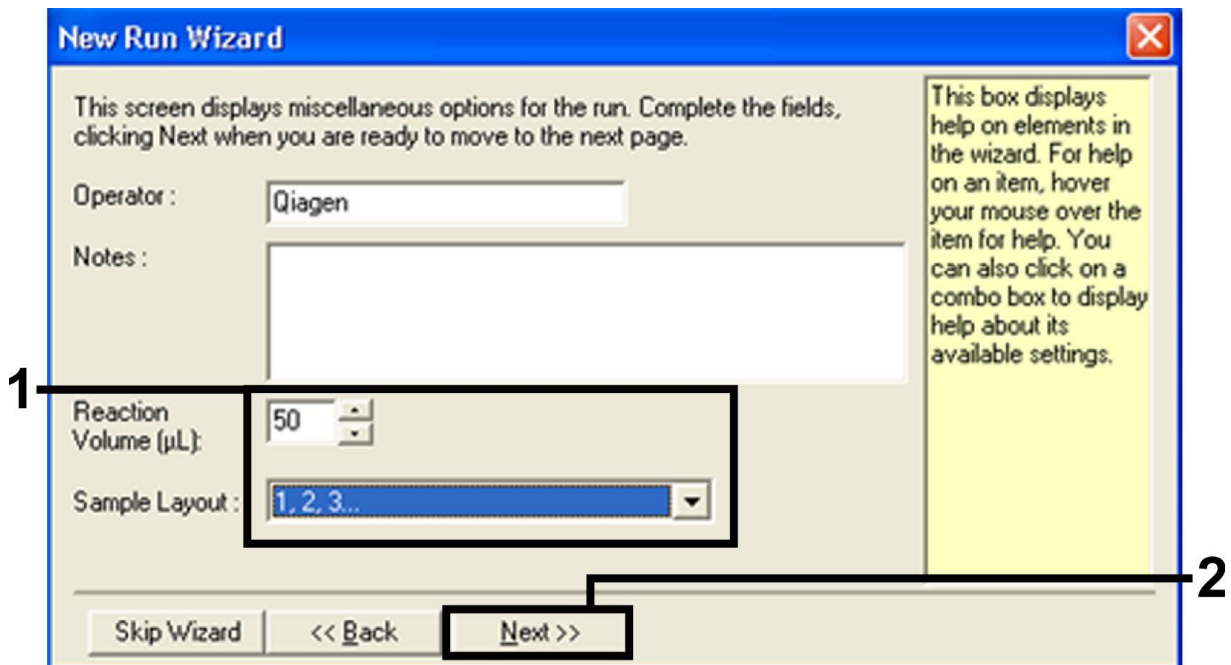 New Run Wizard
This screen displays miscellaneous options for the run. Complete the fields,
clicking Next when you are ready to move to the next page.
Operator :
Qiagen
Notes :
1
Reaction
Volume (µL):
50
Sample Layout :
1, 2, 3...
This box displays
help on elements in
the wizard. For help
on an item, hover
your mouse over the
item for help. You
can also click on a
combo box to display
help about its
available settings.
2
Skip Wizard
<< Back
Next >>